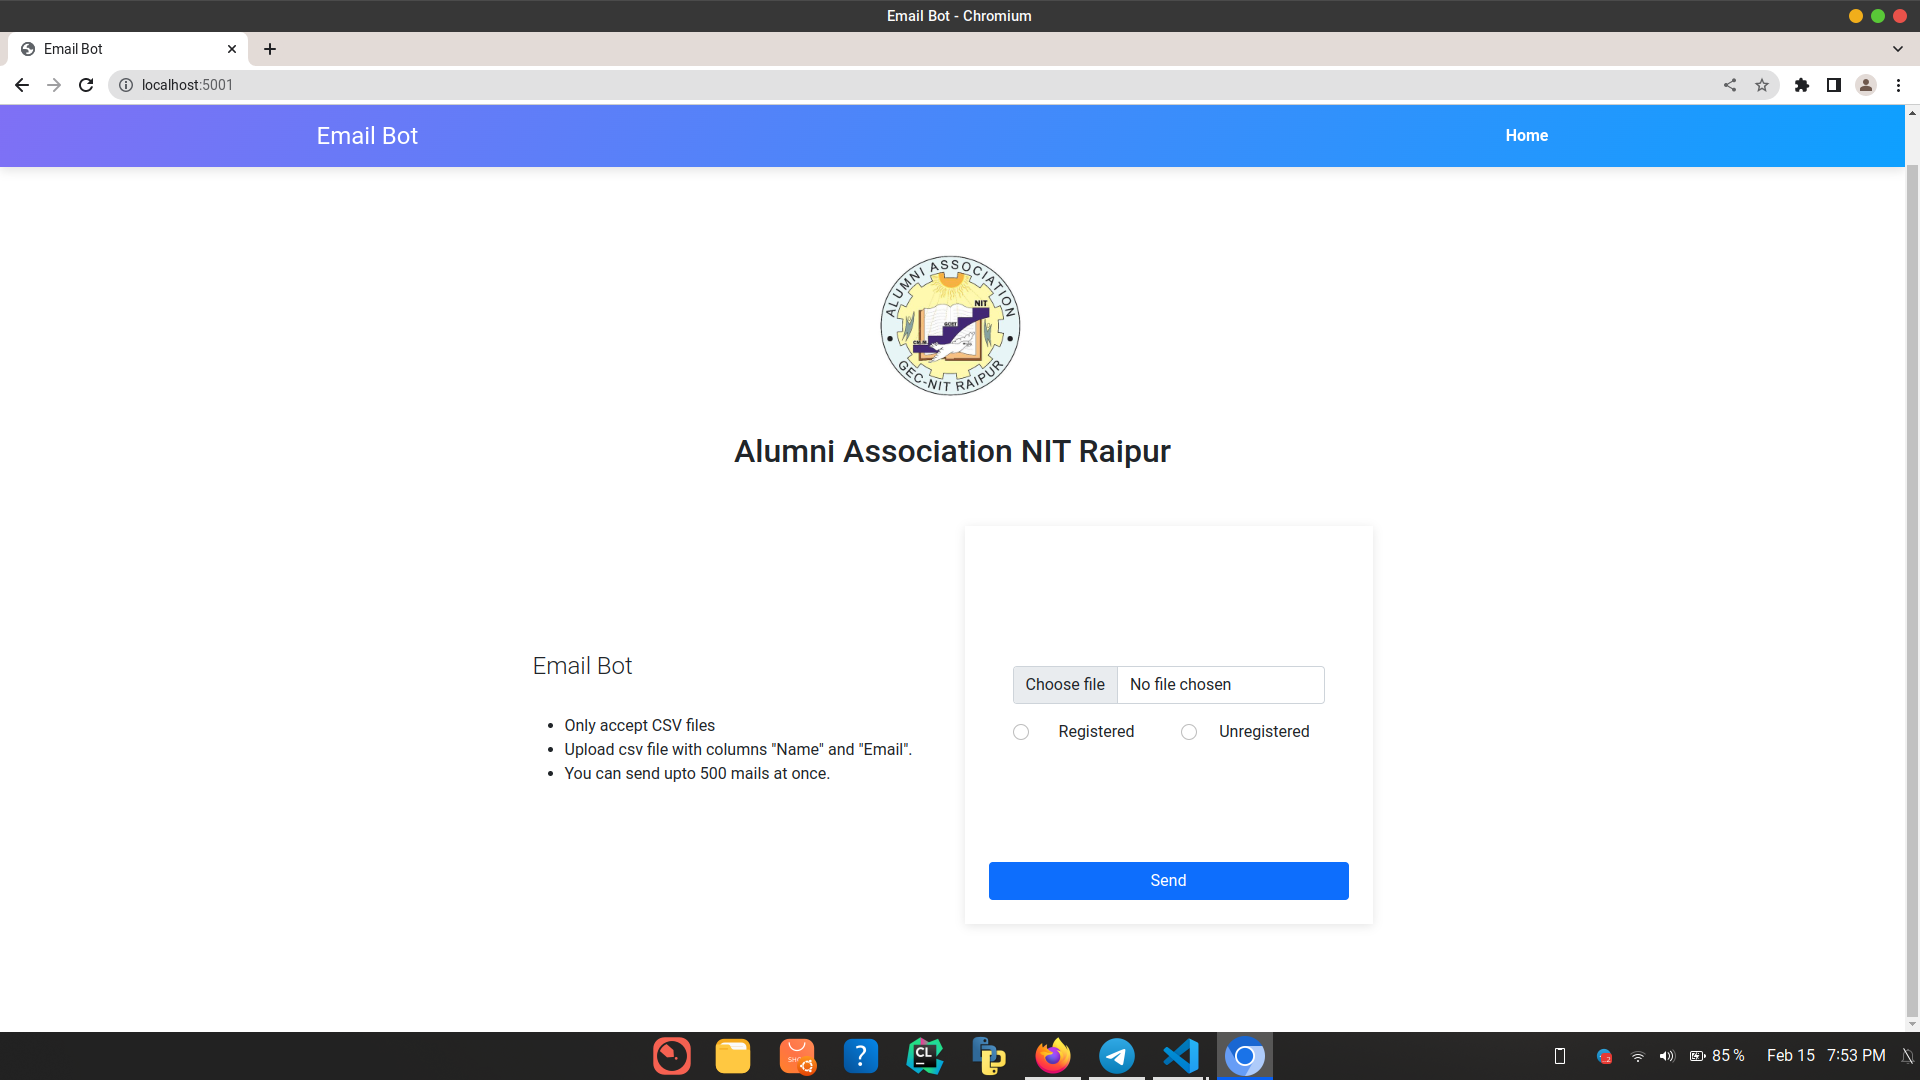 Email Bot - Chromium
Email Bot
localhost:5001
Email Bot
Home
ALUMNI ASSOCIATION
NIT
GEC-NIT RAIPUR
Alumni Association NIT Raipur
Email Bot
Only accept CSV files
Upload csv file with columns "Name" and "Email".
You can send upto 500 mails at once.
Choose file No file chosen
Registered Unregistered
Send
CL
85 % Feb 15 7:53 PM